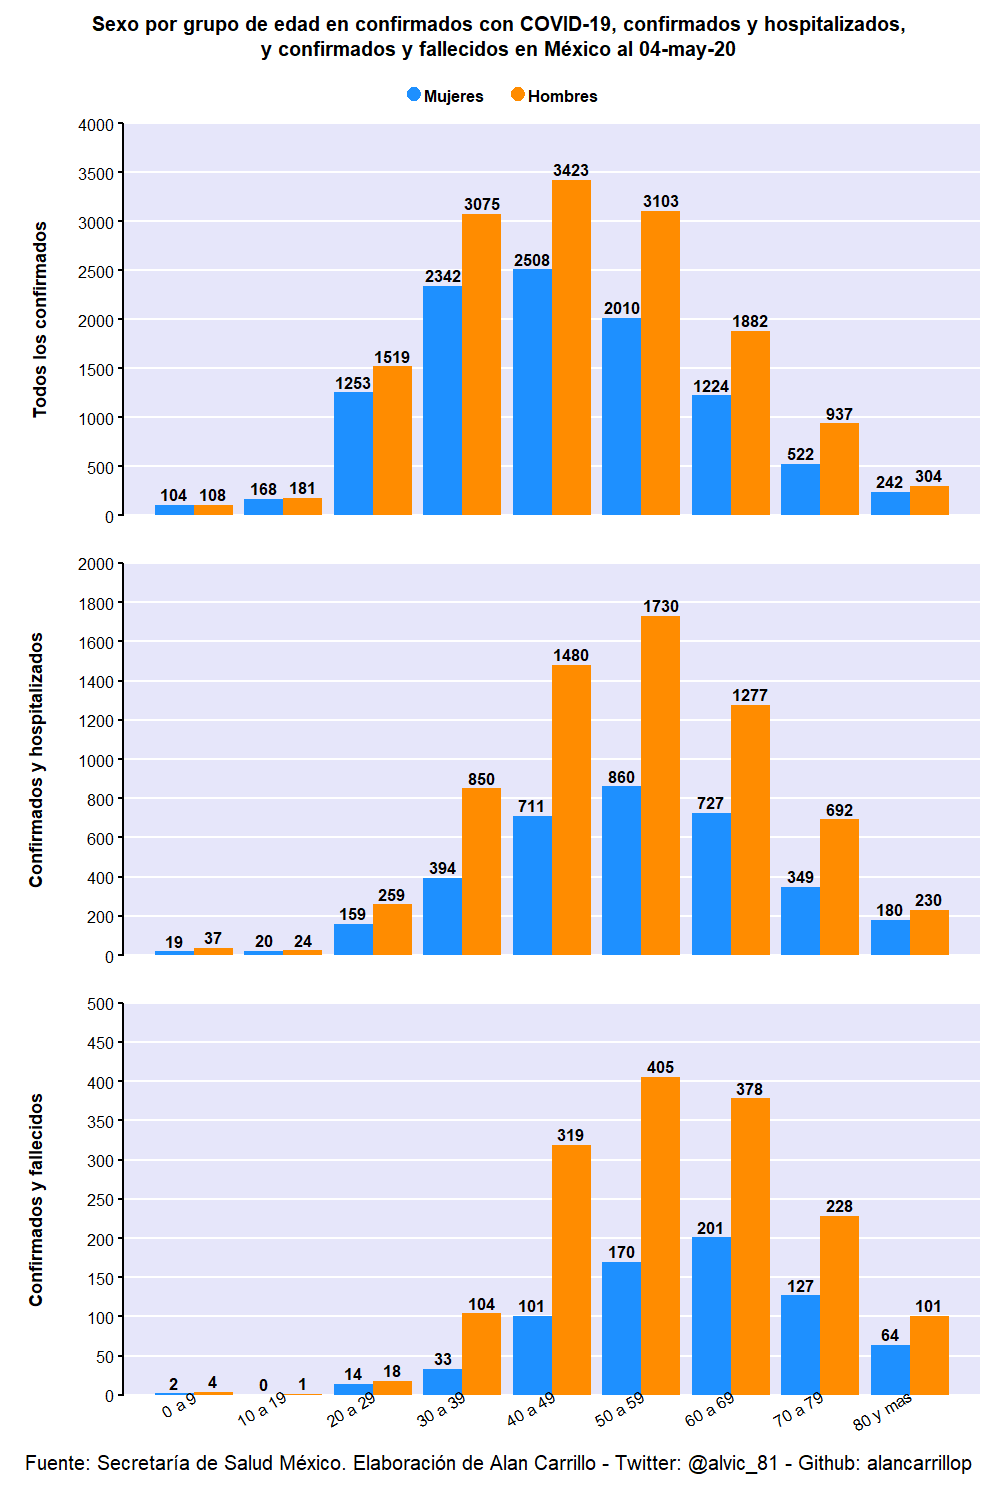 Sexo por grupo de edad en confirmados con COVID-19, confirmados y hospitalizados,
y confirmados y fallecidos en México al 04-may-20
Mujeres Hombres
Todos los confirmados
4000
3500
3000
2500
2000
1500
1000
500
0
104 108 168 181 1253 1519 2342 3075 2508 3423 2010 3103 1224 1882 522 937 242 304
Confirmados y hospitalizados
2000
1800
1600
1400
1200
1000
800
600
400
200
0
19 37 20 24 159 259 394 850 711 1480 860 1730 727 1277 349 692 180 230
Confirmados y fallecidos
500
450
400
350
300
250
200
150
100
50
0
2 4 0 1 14 18 33 104 101 319 170 405 201 378 127 228 64 101
0 a 9 10 a 19 20 a 29 30 a 39 40 a 49 50 a 59 60 a 69 70 a 79 80 y mas
Fuente: Secretaría de Salud México. Elaboración de Alan Carrillo - Twitter: @alvic_81 - Github: alancarrillop